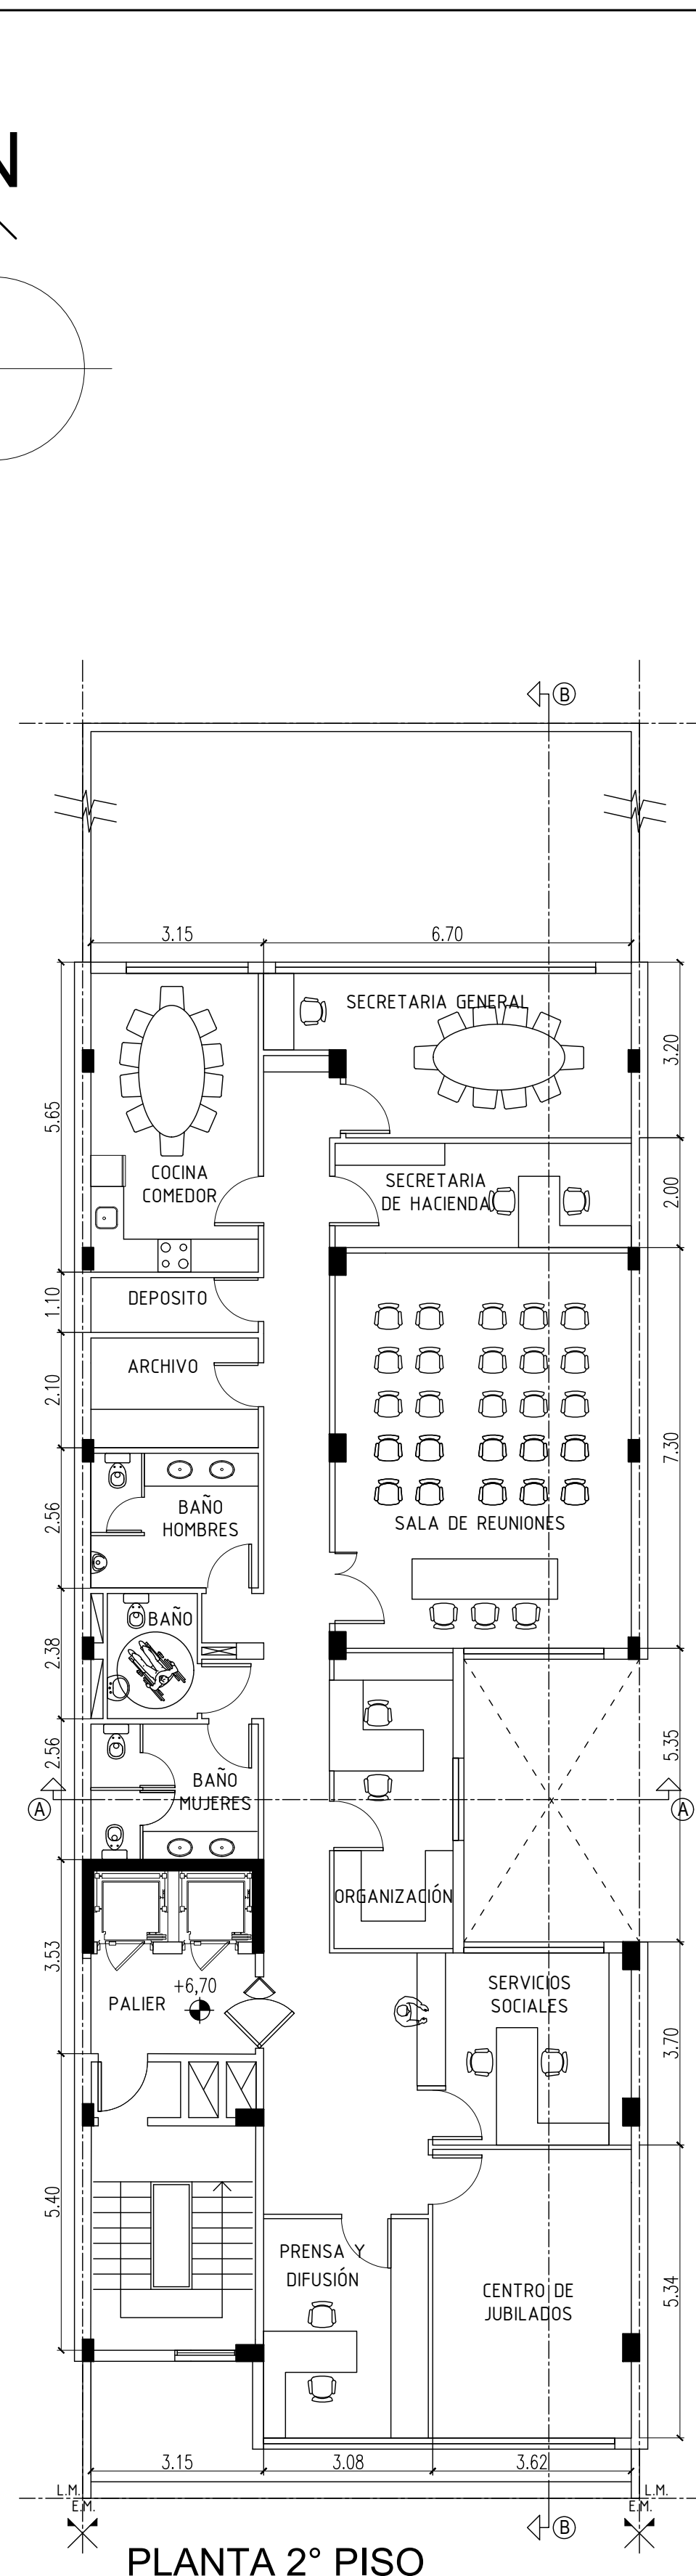 N
B
3.15
6.70
SECRETARIA GENERAL
3.20
5.65
COCINA
COMEDOR
SECRETARIA
DE HACIENDA
2.00
DEPOSITO
1.10
ARCHIVO
2.10
7.30
BAÑO
HOMBRES
2.56
SALA DE REUNIONES
BAÑO
2.38
2.56
5.35
BAÑO
MUJERES
A
A
ORGANIZACIÓN
3.53
+6,70
PALIER
SERVICIOS
SOCIALES
3.70
5.40
PRENSA Y
DIFUSIÓN
CENTRO DE
JUBILADOS
5.34
3.15
3.08
3.62
L.M.
L.M.
E.M.
E.M.
B
PLANTA 2° PISO